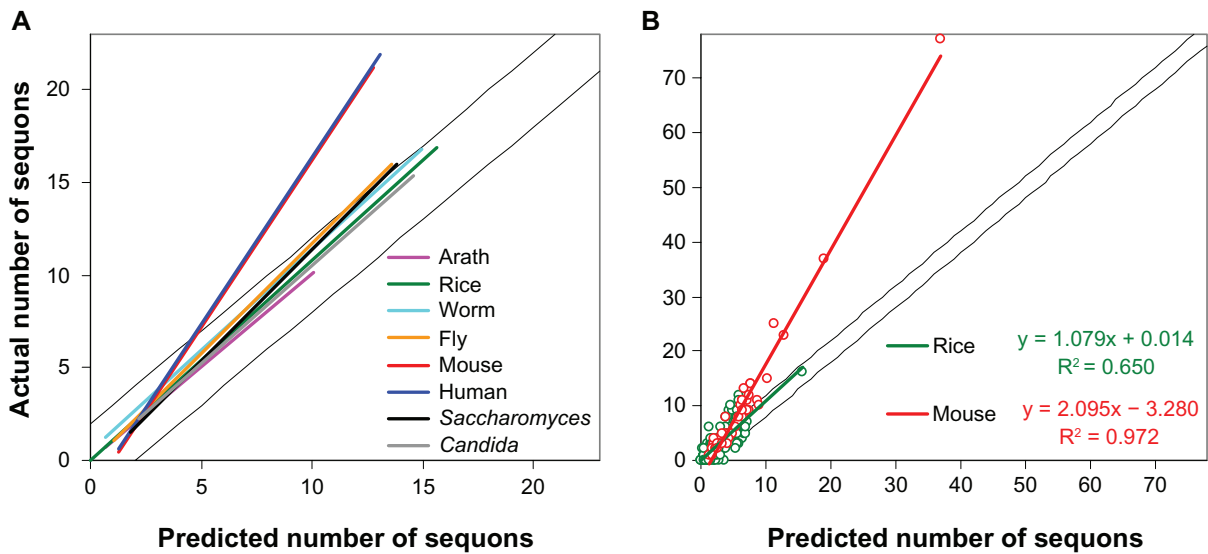 A
Actual number of sequons
20
15
10
5
0
0 5 10 15 20
Predicted number of sequons
Arath
Rice
Worm
Fly
Mouse
Human
Saccharomyces
Candida
B
70
60
50
40
30
20
10
0
0 10 20 30 40 50 60 70
Predicted number of sequons
Rice y = 1.079x + 0.014
R² = 0.650
Mouse y = 2.095x − 3.280
R² = 0.972